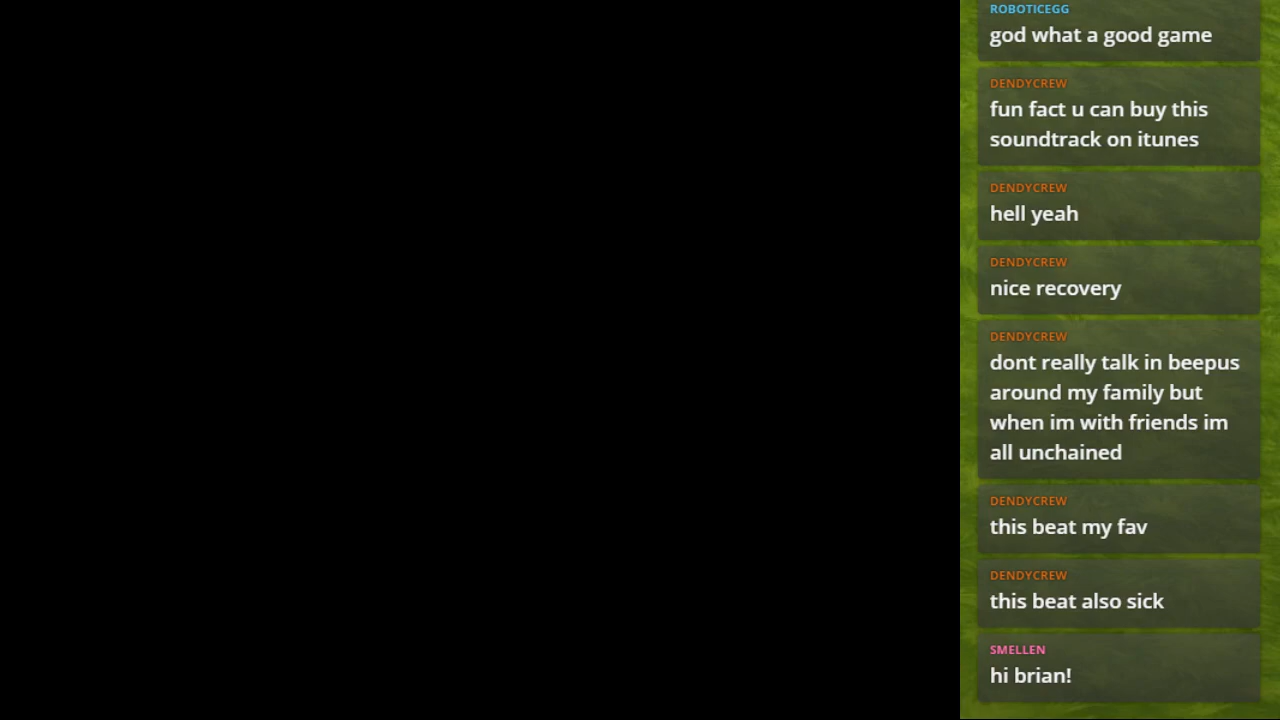 ROBOTICEGG
god what a good game
DENDYCREW
fun fact u can buy this
soundtrack on itunes
DENDYCREW
hell yeah
DENDYCREW
nice recovery
DENDYCREW
dont really talk in beepus
around my family but
when im with friends im
all unchained
DENDYCREW
this beat my fav
DENDYCREW
this beat also sick
SMELLEN
hi brian!